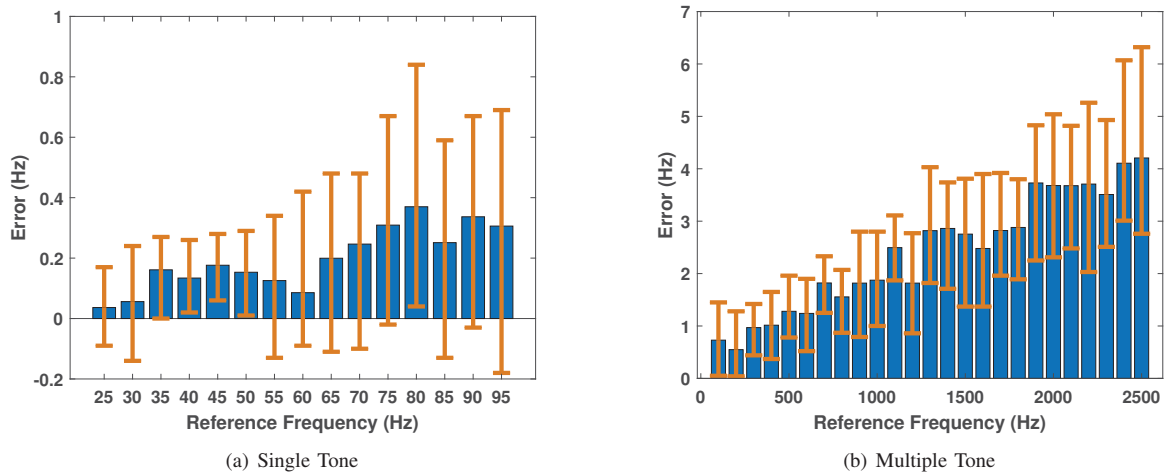 1
0.8
0.6
0.4
0.2
0
-0.2
Error (Hz)
25 30 35 40 45 50 55 60 65 70 75 80 85 90 95
Reference Frequency (Hz)
(a) Single Tone
7
6
5
4
3
2
1
0
Error (Hz)
0 500 1000 1500 2000 2500
Reference Frequency (Hz)
(b) Multiple Tone